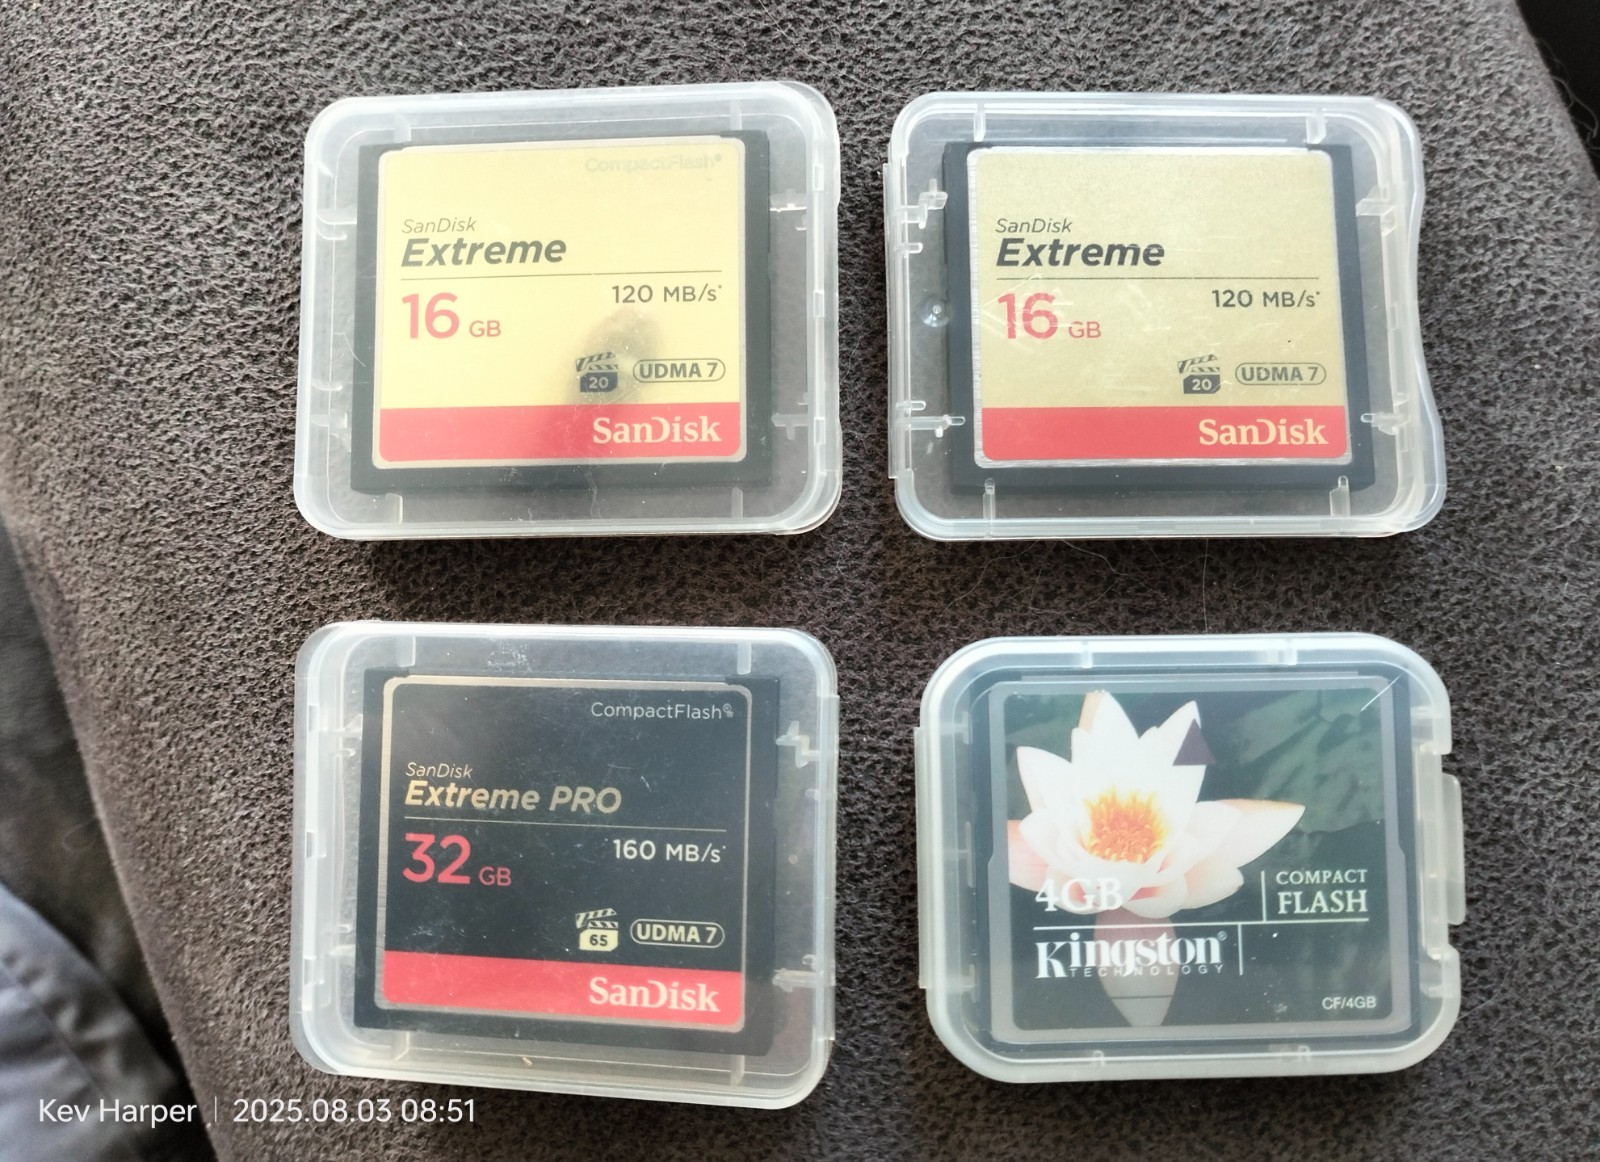 CompactFlash®
SanDisk
Extreme
120 MB/s*
16 GB
20 UDMA 7
SanDisk
SanDisk
Extreme
120 MB/s*
16 GB
20 UDMA 7
SanDisk
CompactFlash®
SanDisk
Extreme PRO
160 MB/s*
32 GB
65 UDMA 7
SanDisk
4GB
COMPACT
FLASH
Kingston®
TECHNOLOGY
CF/4GB
Kev Harper | 2025.08.03 08:51